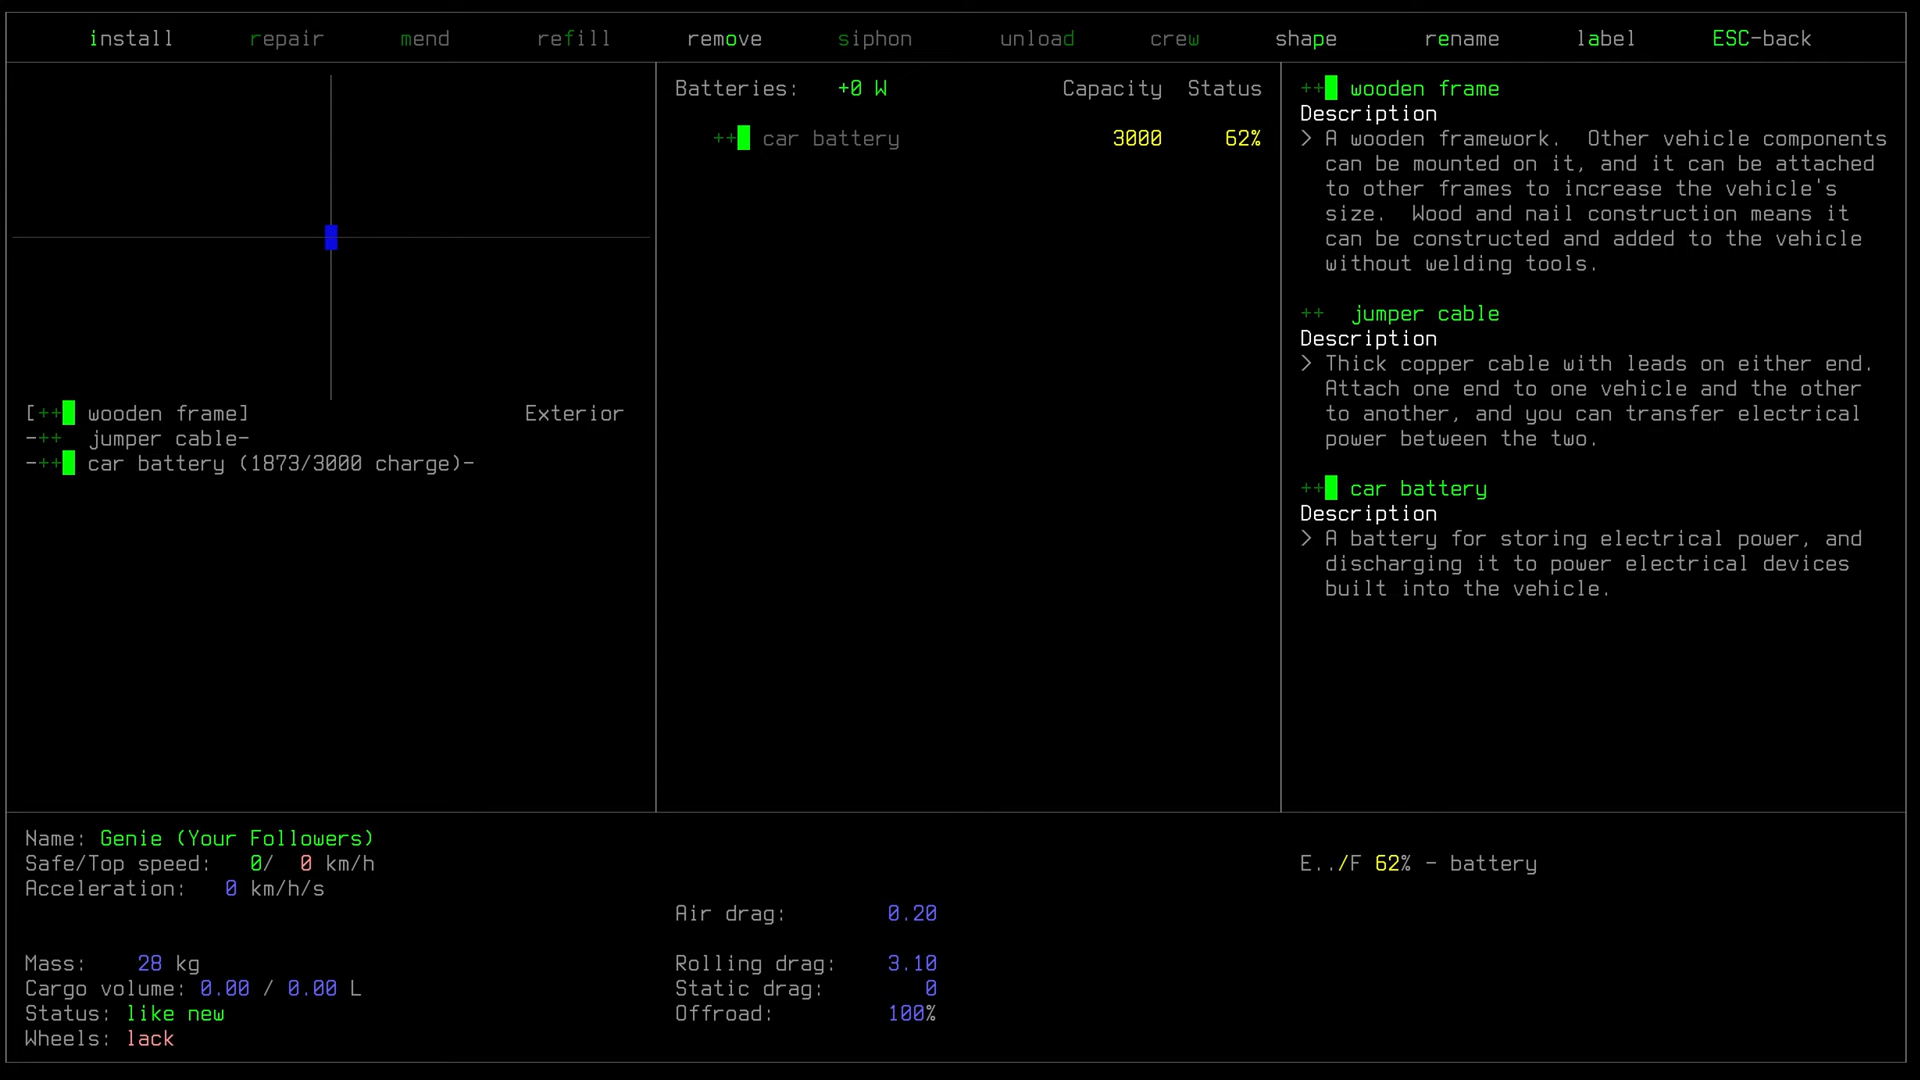 install repair mend refill remove siphon unload crew shape rename label ESC-back
Batteries: +0 W Capacity Status
++ car battery 3000 62%
[++ wooden frame] Exterior
-++ jumper cable-
-++ car battery (1873/3000 charge)-
++ wooden frame
Description
> A wooden framework. Other vehicle components
can be mounted on it, and it can be attached
to other frames to increase the vehicle's
size. Wood and nail construction means it
can be constructed and added to the vehicle
without welding tools.
++ jumper cable
Description
> Thick copper cable with leads on either end.
Attach one end to one vehicle and the other
to another, and you can transfer electrical
power between the two.
++ car battery
Description
> A battery for storing electrical power, and
discharging it to power electrical devices
built into the vehicle.
Name: Genie (Your Followers)
Safe/Top speed: 0/ 0 km/h
Acceleration: 0 km/h/s
Mass: 28 kg
Cargo volume: 0.00 / 0.00 L
Status: like new
Wheels: lack
Air drag: 0.20
Rolling drag: 3.10
Static drag: 0
Offroad: 100%
E../F 62% - battery